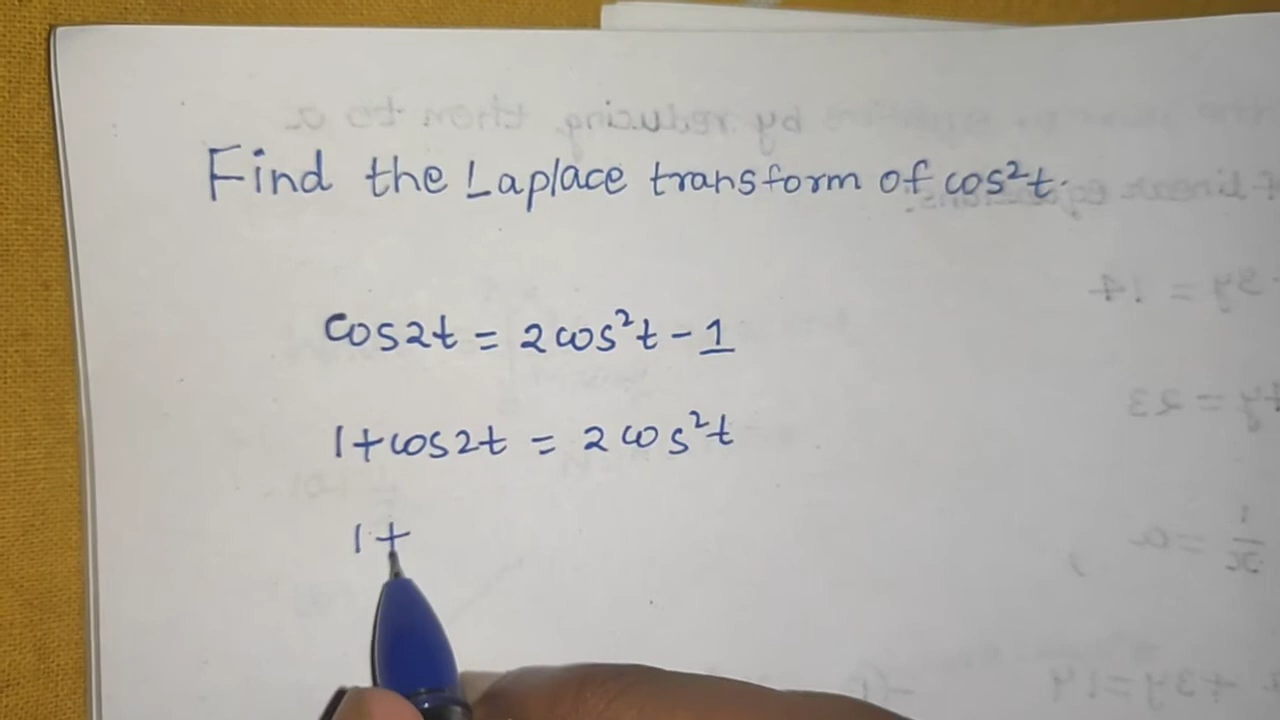 Find the Laplace transform of cos²t.
cos2t = 2cos²t - 1
1+cos2t = 2cos²t
1+